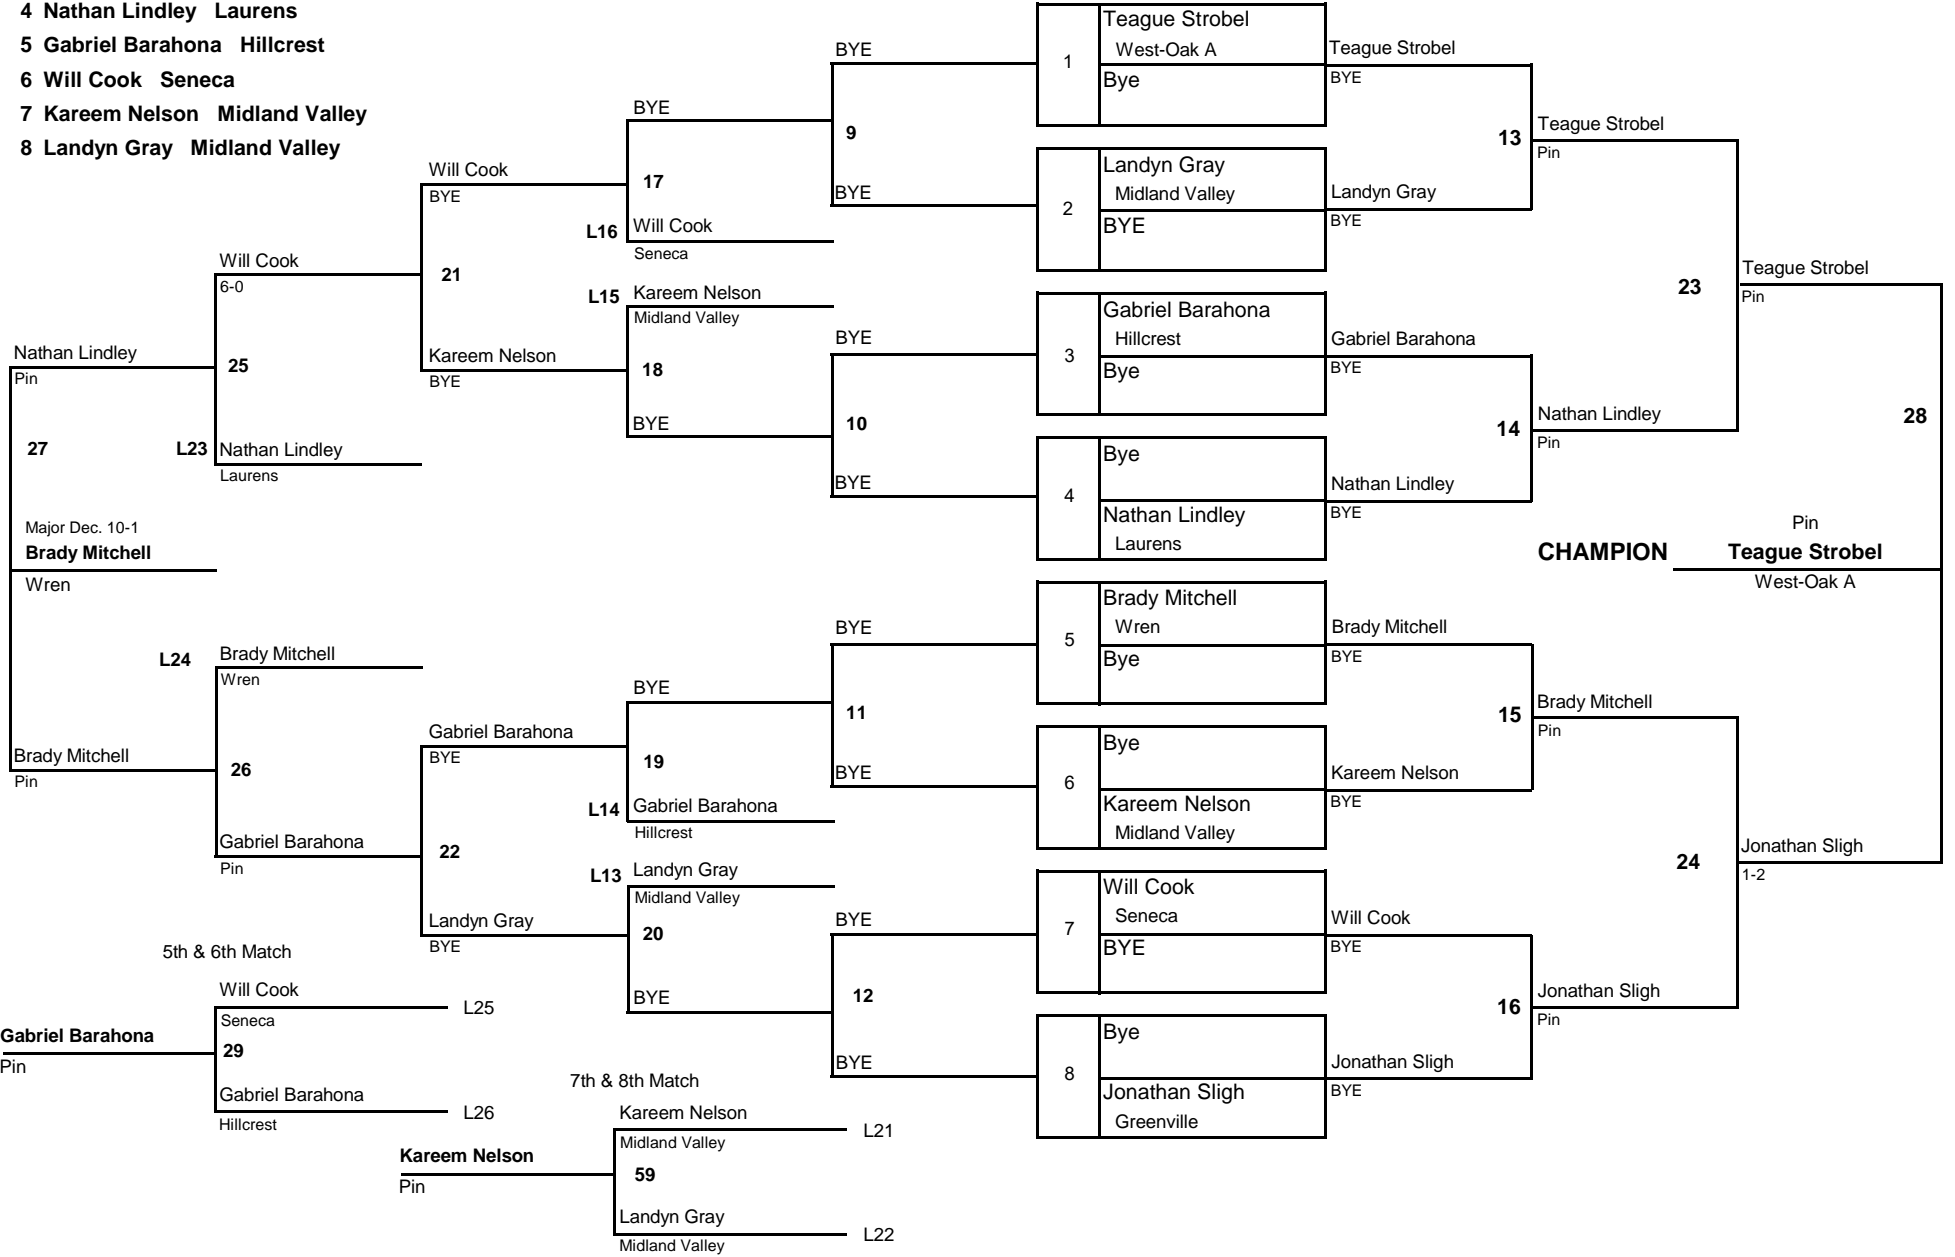 4 Nathan Lindley Laurens
5 Gabriel Barahona Hillcrest
6 Will Cook Seneca
7 Kareem Nelson Midland Valley
8 Landyn Gray Midland Valley
Nathan Lindley
Pin
27
Major Dec. 10-1
Brady Mitchell
Wren
Brady Mitchell
Pin
Will Cook
6-0
25
L23 Nathan Lindley
Laurens
L24 Brady Mitchell
Wren
26
Gabriel Barahona
Pin
Will Cook
BYE
21
Kareem Nelson
BYE
Gabriel Barahona
BYE
22
Landyn Gray
BYE
BYE
17
L16 Will Cook
Seneca
L15 Kareem Nelson
Midland Valley
18
BYE
BYE
19
L14 Gabriel Barahona
Hillcrest
L13 Landyn Gray
Midland Valley
20
BYE
BYE
9
BYE
BYE
10
BYE
BYE
11
BYE
BYE
12
BYE
1
Teague Strobel
West-Oak A
Bye
2
Landyn Gray
Midland Valley
BYE
3
Gabriel Barahona
Hillcrest
Bye
4
Bye
Nathan Lindley
Laurens
5
Brady Mitchell
Wren
Bye
6
Bye
Kareem Nelson
Midland Valley
7
Will Cook
Seneca
BYE
8
Bye
Jonathan Sligh
Greenville
Teague Strobel
BYE
13
Landyn Gray
BYE
Gabriel Barahona
BYE
14
Nathan Lindley
BYE
Brady Mitchell
BYE
15
Kareem Nelson
BYE
Will Cook
BYE
16
Jonathan Sligh
BYE
Teague Strobel
Pin
23
Nathan Lindley
Pin
Brady Mitchell
Pin
24
Jonathan Sligh
Pin
Teague Strobel
Pin
28
Pin
CHAMPION Teague Strobel
West-Oak A
Jonathan Sligh
1-2
5th & 6th Match
Will Cook L25
Seneca
Gabriel Barahona
Pin
29
Gabriel Barahona L26
Hillcrest
7th & 8th Match
Kareem Nelson L21
Midland Valley
Kareem Nelson
Pin
59
Landyn Gray L22
Midland Valley